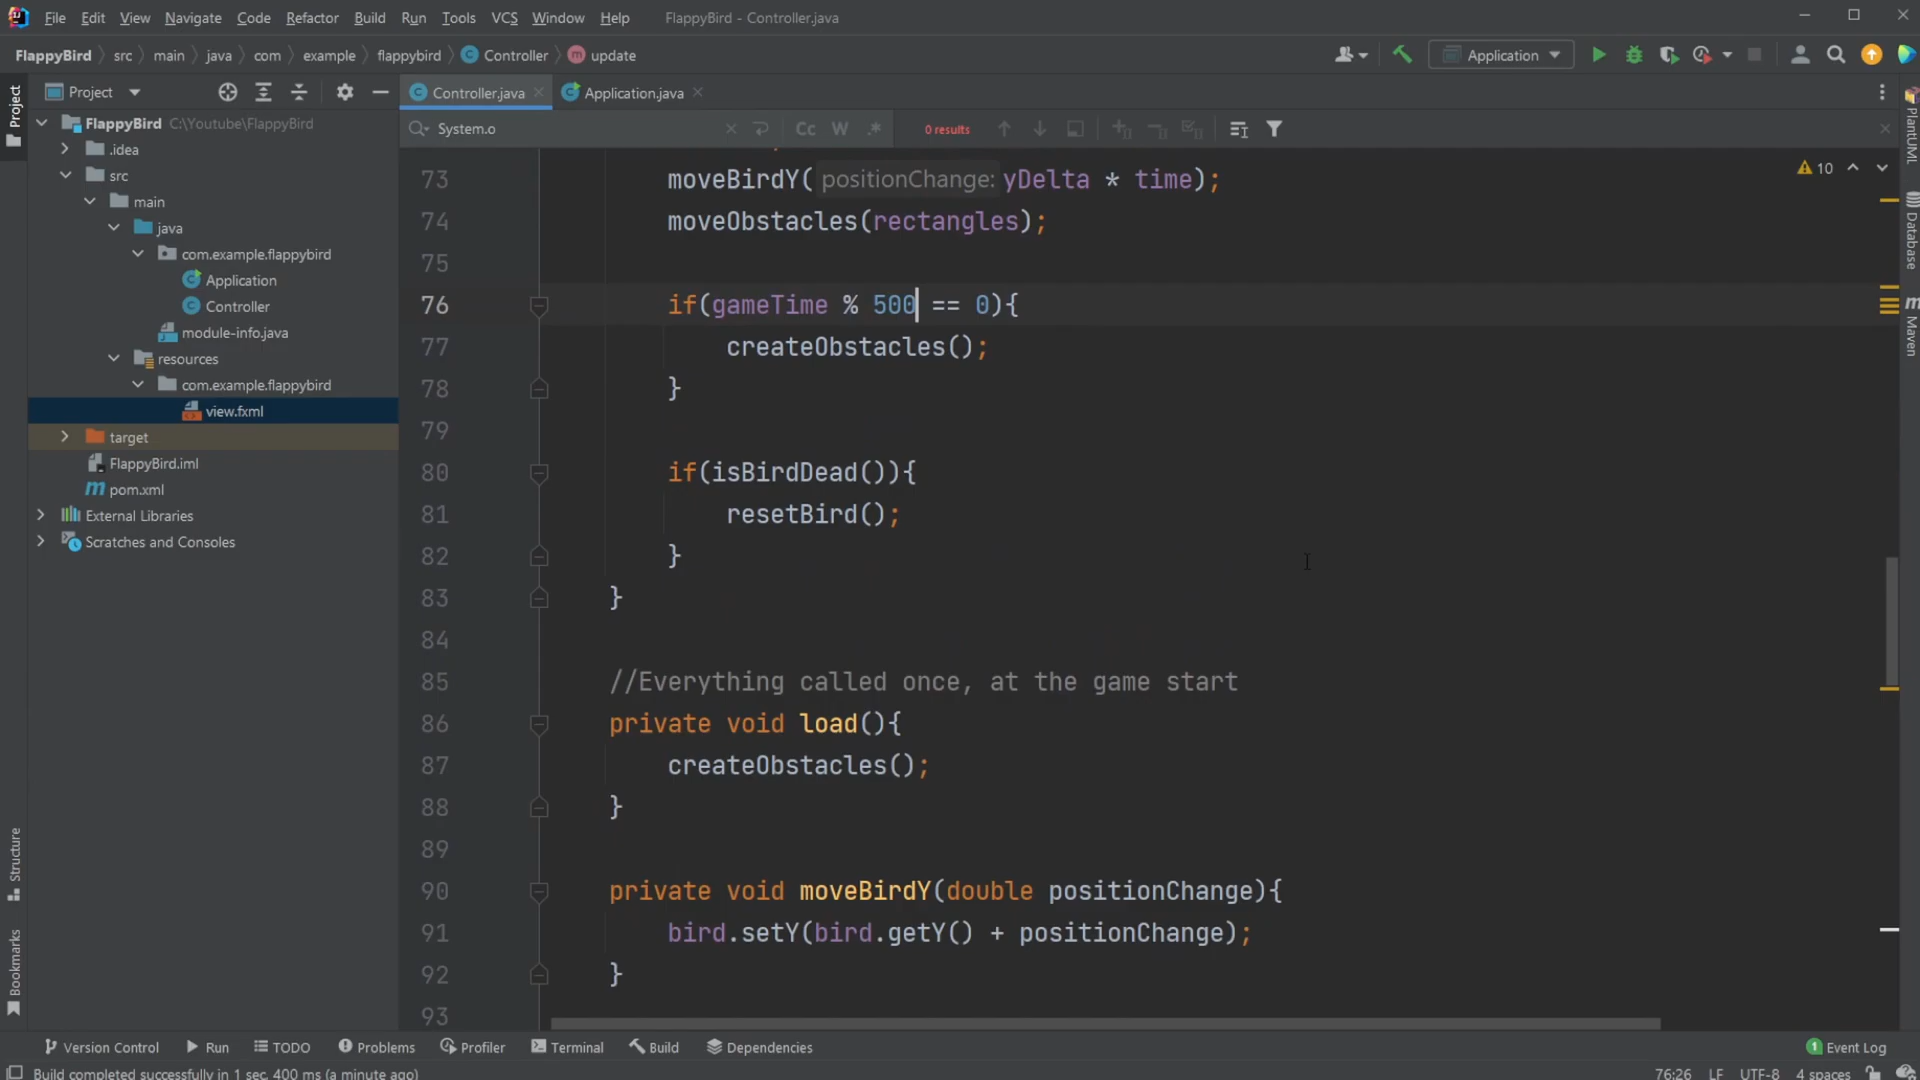 File Edit View Navigate Code Refactor Build Run Tools VCS Window Help FlappyBird - Controller.java
FlappyBird src main java com example flappybird Controller update Application
Project
Controller.java Application.java
System.o Cc W .* 0 results
Project
FlappyBird C:\Youtube\FlappyBird
.idea
src
main
java
com.example.flappybird
Application
Controller
module-info.java
resources
com.example.flappybird
view.fxml
target
FlappyBird.iml
pom.xml
External Libraries
Scratches and Consoles
Structure
Bookmarks
10
73 moveBirdY( positionChange: yDelta * time);
74 moveObstacles(rectangles);
75
76 if(gameTime % 500 == 0){
77 createObstacles();
78 }
79
80 if(isBirdDead()){
81 resetBird();
82 }
83 }
84
85 //Everything called once, at the game start
86 private void load(){
87 createObstacles();
88 }
89
90 private void moveBirdY(double positionChange){
91 bird.setY(bird.getY() + positionChange);
92 }
93
PlantUML
Database
Maven
Version Control Run TODO Problems Profiler Terminal Build Dependencies 1 Event Log
Build completed successfully in 1 sec, 400 ms (a minute ago) 76:26 LF UTF-8 4 spaces